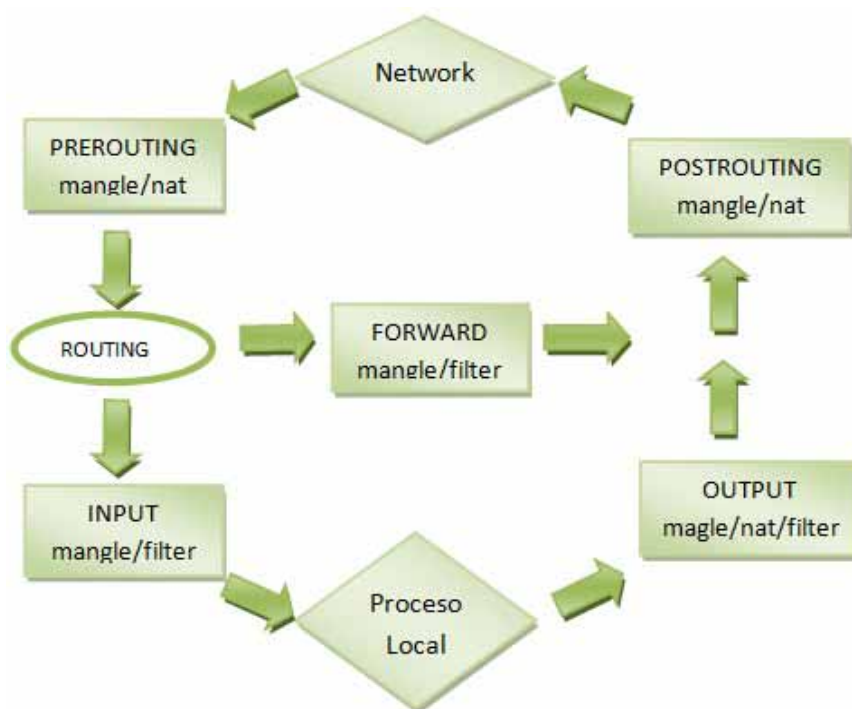 Network
PREROUTING
mangle/nat
POSTROUTING
mangle/nat
ROUTING
FORWARD
mangle/filter
INPUT
mangle/filter
OUTPUT
magle/nat/filter
Proceso
Local